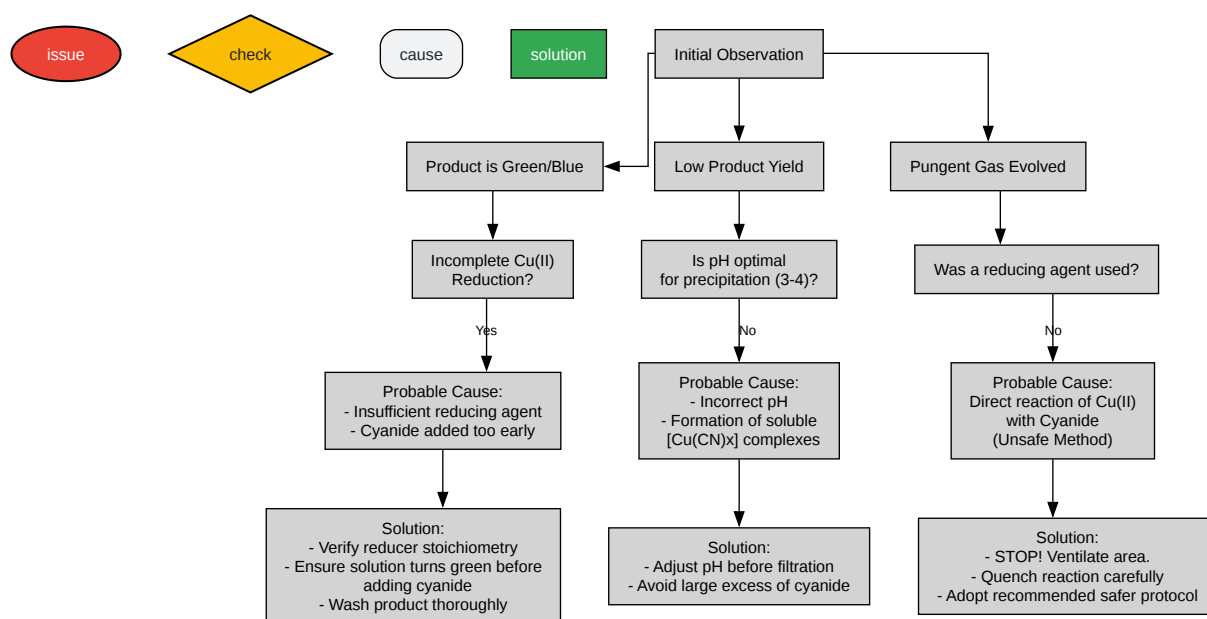 issue
check
cause
solution
Initial Observation
Product is Green/Blue
Low Product Yield
Pungent Gas Evolved
Incomplete Cu(II)
Reduction?
Is pH optimal
for precipitation (3-4)?
Was a reducing agent used?
Yes
No
No
Probable Cause:
- Insufficient reducing agent
- Cyanide added too early
Probable Cause:
- Incorrect pH
- Formation of soluble
[Cu(CN)x] complexes
Probable Cause:
Direct reaction of Cu(II)
with Cyanide
(Unsafe Method)
Solution:
- Verify reducer stoichiometry
- Ensure solution turns green before
adding cyanide
- Wash product thoroughly
Solution:
- Adjust pH before filtration
- Avoid large excess of cyanide
Solution:
- STOP! Ventilate area.
- Quench reaction carefully
- Adopt recommended safer protocol